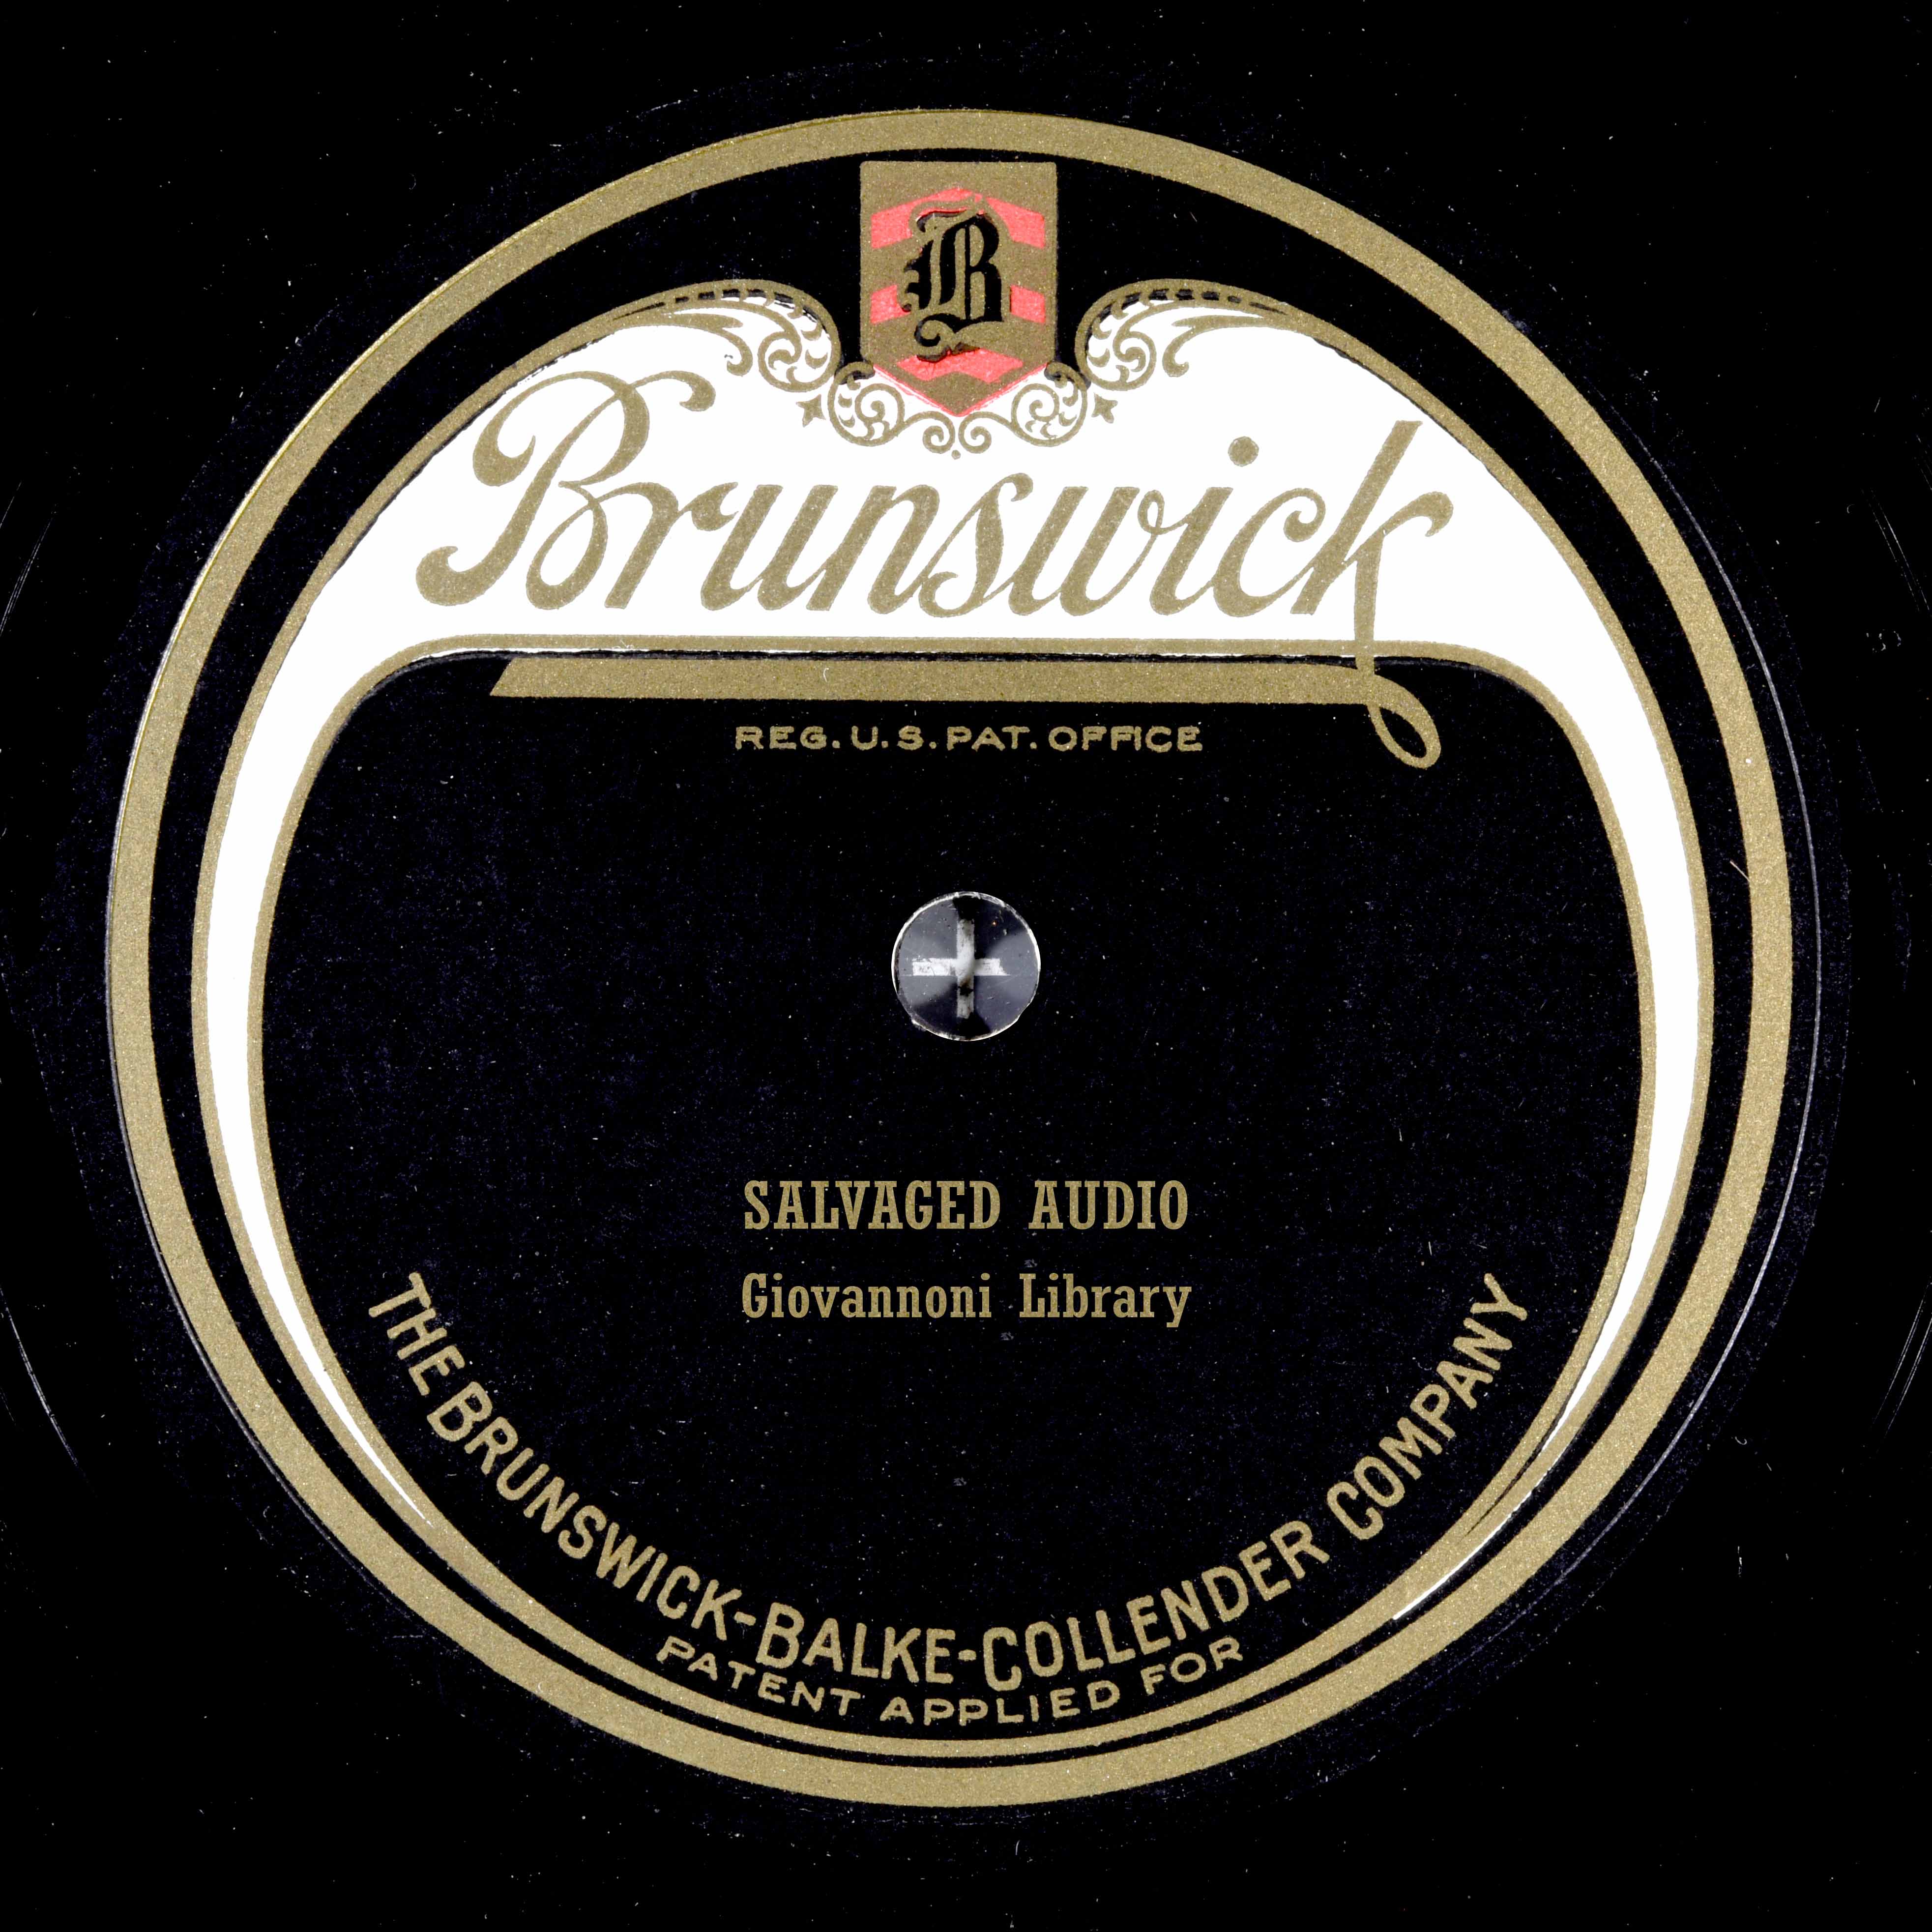 B
Brunswick
REG. U.S. PAT. OFFICE
SALVAGED AUDIO
Giovannoni Library
THE BRUNSWICK-BALKE-COLLENDER COMPANY
PATENT APPLIED FOR